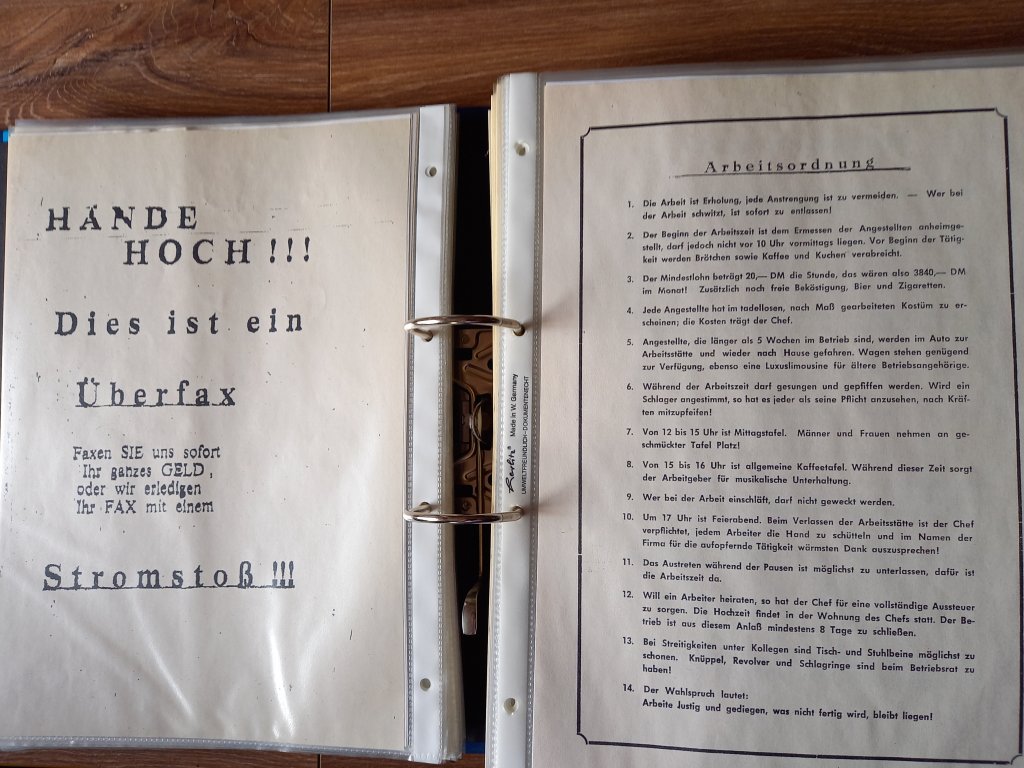 HÄNDE
HOCH!!!
Dies ist ein
Überfax
Faxen SIE uns sofort
Ihr ganzes GELD,
oder wir erledigen
Ihr FAX mit einem
Stromstoß!!!
Herlitz® Made in W. Germany
UMWELTFREUNDLICH-DOKUMENTENECHT
Arbeitsordnung
1. Die Arbeit ist Erholung, jede Anstrengung ist zu vermeiden. — Wer bei
der Arbeit schwitzt, ist sofort zu entlassen!
2. Der Beginn der Arbeitszeit ist dem Ermessen der Angestellten anheimge-
stellt, darf jedoch nicht vor 10 Uhr vormittags liegen. Vor Beginn der Tätig-
keit werden Brötchen sowie Kaffee und Kuchen verabreicht.
3. Der Mindestlohn beträgt 20,— DM die Stunde, das wären also 3840,— DM
im Monat! Zusätzlich noch freie Beköstigung, Bier und Zigaretten.
4. Jede Angestellte hat im tadellosen, nach Maß gearbeiteten Kostüm zu er-
scheinen; die Kosten trägt der Chef.
5. Angestellte, die länger als 5 Wochen im Betrieb sind, werden im Auto zur
Arbeitsstätte und wieder nach Hause gefahren. Wagen stehen genügend
zur Verfügung, ebenso eine Luxuslimousine für ältere Betriebsangehörige.
6. Während der Arbeitszeit darf gesungen und gepfiffen werden. Wird ein
Schlager angestimmt, so hat es jeder als seine Pflicht anzusehen, nach Kräf-
ten mitzupfeifen!
7. Von 12 bis 15 Uhr ist Mittagstafel. Männer und Frauen nehmen an ge-
schmückter Tafel Platz!
8. Von 15 bis 16 Uhr ist allgemeine Kaffeetafel. Während dieser Zeit sorgt
der Arbeitgeber für musikalische Unterhaltung.
9. Wer bei der Arbeit einschläft, darf nicht geweckt werden.
10. Um 17 Uhr ist Feierabend. Beim Verlassen der Arbeitsstätte ist der Chef
verpflichtet, jedem Arbeiter die Hand zu schütteln und im Namen der
Firma für die aufopfernde Tätigkeit wärmsten Dank auszusprechen!
11. Das Austreten während der Pausen ist möglichst zu unterlassen, dafür ist
die Arbeitszeit da.
12. Will ein Arbeiter heiraten, so hat der Chef für eine vollständige Aussteuer
zu sorgen. Die Hochzeit findet in der Wohnung des Chefs statt. Der Be-
trieb ist aus diesem Anlaß mindestens 8 Tage zu schließen.
13. Bei Streitigkeiten unter Kollegen sind Tisch- und Stuhlbeine möglichst zu
schonen. Knüppel, Revolver und Schlagringe sind beim Betriebsrat zu
haben!
14. Der Wahlspruch lautet:
Arbeite lustig und gediegen, was nicht fertig wird, bleibt liegen!